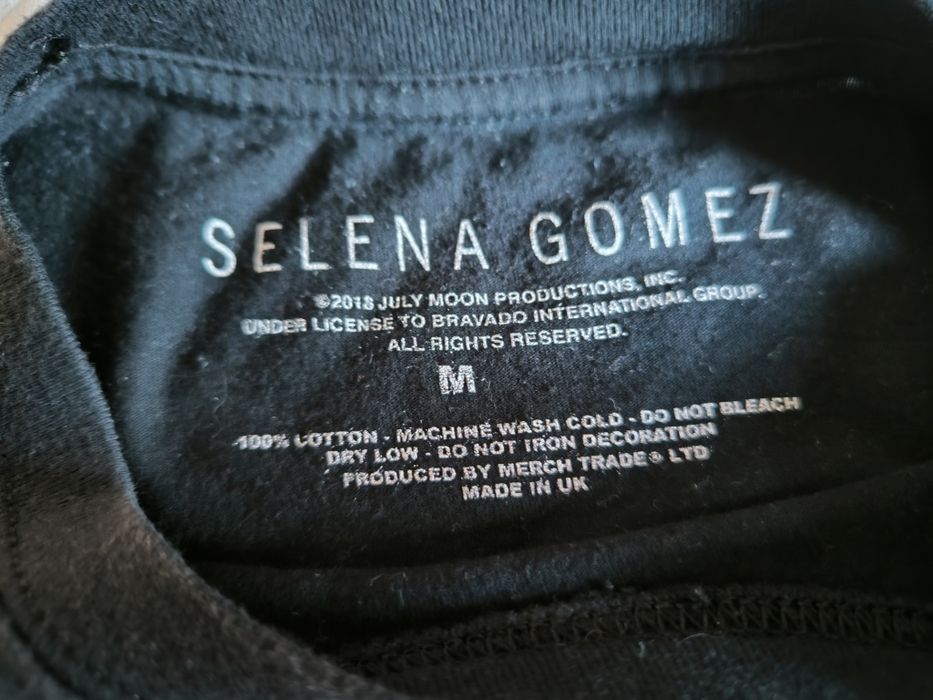 SELENA GOMEZ
©2018 JULY MOON PRODUCTIONS, INC.
UNDER LICENSE TO BRAVADO INTERNATIONAL GROUP.
ALL RIGHTS RESERVED.
M
100% COTTON - MACHINE WASH COLD - DO NOT BLEACH
DRY LOW - DO NOT IRON DECORATION
PRODUCED BY MERCH TRADE® LTD
MADE IN UK